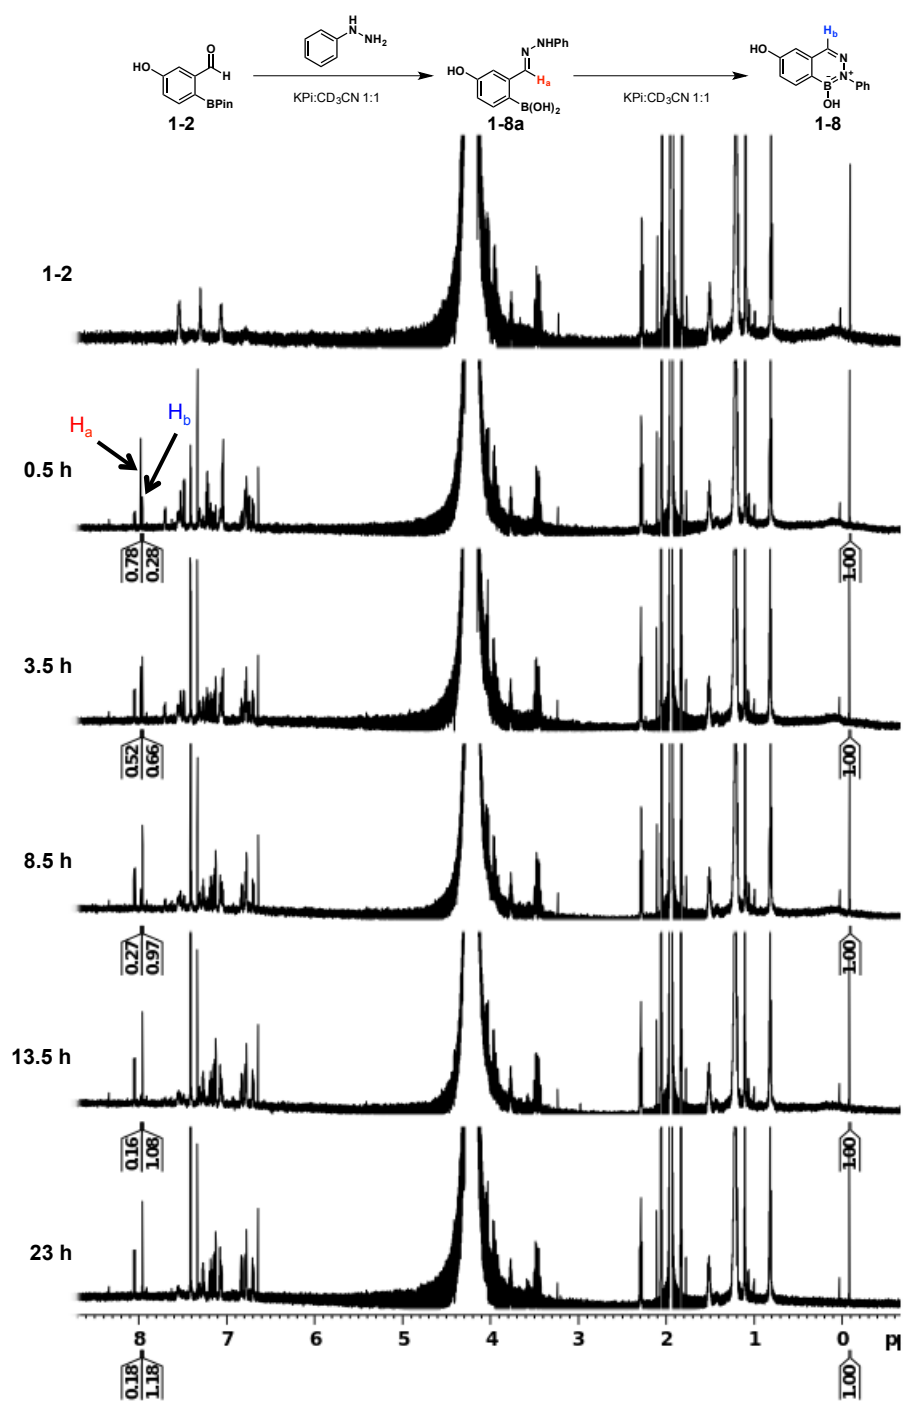 H
N
NH2
HO
O
H
BPin
1-2
KPi:CD3CN 1:1
N
NHPh
HO
Ha
B(OH)2
1-8a
KPi:CD3CN 1:1
Hb
HO
N
N+
Ph
B-
OH
1-8
1-2
Ha
Hb
0.5 h
0.78
0.28
1.00
3.5 h
0.52
0.66
1.00
8.5 h
0.27
0.97
1.00
13.5 h
0.16
1.08
1.00
23 h
8 7 6 5 4 3 2 1 0
0.18
1.18
1.00